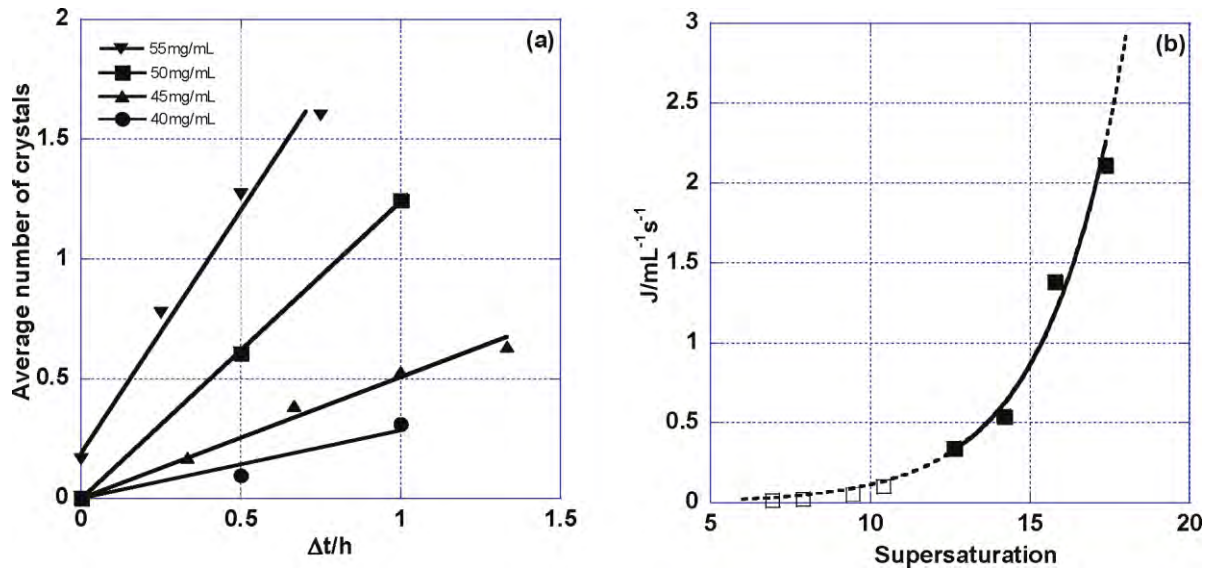 (a)
55mg/mL
50mg/mL
45mg/mL
40mg/mL
Average number of crystals
2
1.5
1
0.5
0
0
0.5
1
1.5
Δt/h
(b)
J/mL⁻¹s⁻¹
3
2.5
2
1.5
1
0.5
0
5
10
15
20
Supersaturation